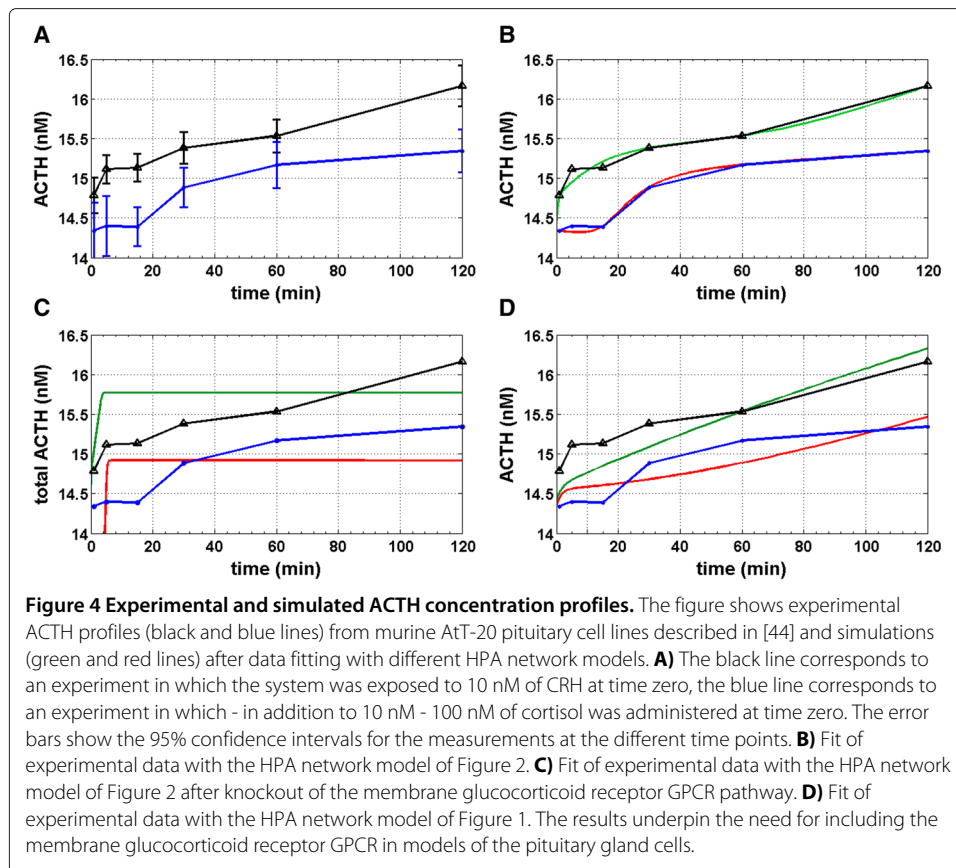 A
16.5
16
15.5
15
14.5
14
ACTH (nM)
0 20 40 60 80 100 120
time (min)
B
16.5
16
15.5
15
14.5
14
ACTH (nM)
0 20 40 60 80 100 120
time (min)
C
16.5
16
15.5
15
14.5
14
total ACTH (nM)
0 20 40 60 80 100 120
time (min)
D
16.5
16
15.5
15
14.5
14
ACTH (nM)
0 20 40 60 80 100 120
time (min)
Figure 4 Experimental and simulated ACTH concentration profiles. The figure shows experimental
ACTH profiles (black and blue lines) from murine AtT-20 pituitary cell lines described in [44] and simulations
(green and red lines) after data fitting with different HPA network models. A) The black line corresponds to
an experiment in which the system was exposed to 10 nM of CRH at time zero, the blue line corresponds to
an experiment in which - in addition to 10 nM - 100 nM of cortisol was administered at time zero. The error
bars show the 95% confidence intervals for the measurements at the different time points. B) Fit of
experimental data with the HPA network model of Figure 2. C) Fit of experimental data with the HPA network
model of Figure 2 after knockout of the membrane glucocorticoid receptor GPCR pathway. D) Fit of
experimental data with the HPA network model of Figure 1. The results underpin the need for including the
membrane glucocorticoid receptor GPCR in models of the pituitary gland cells.